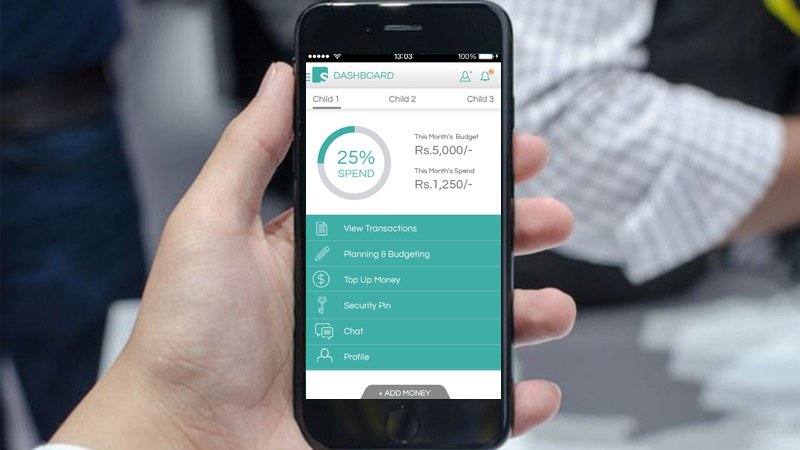 13:03 100%
S DASHBOARD
Child 1 Child 2 Child 3
25%
SPEND
This Month's Budget
Rs.5,000/-
This Month's Spend
Rs.1,250/-
View Transactions
Planning & Budgeting
$ Top Up Money
Security Pin
Chat
Profile
+ ADD MONEY